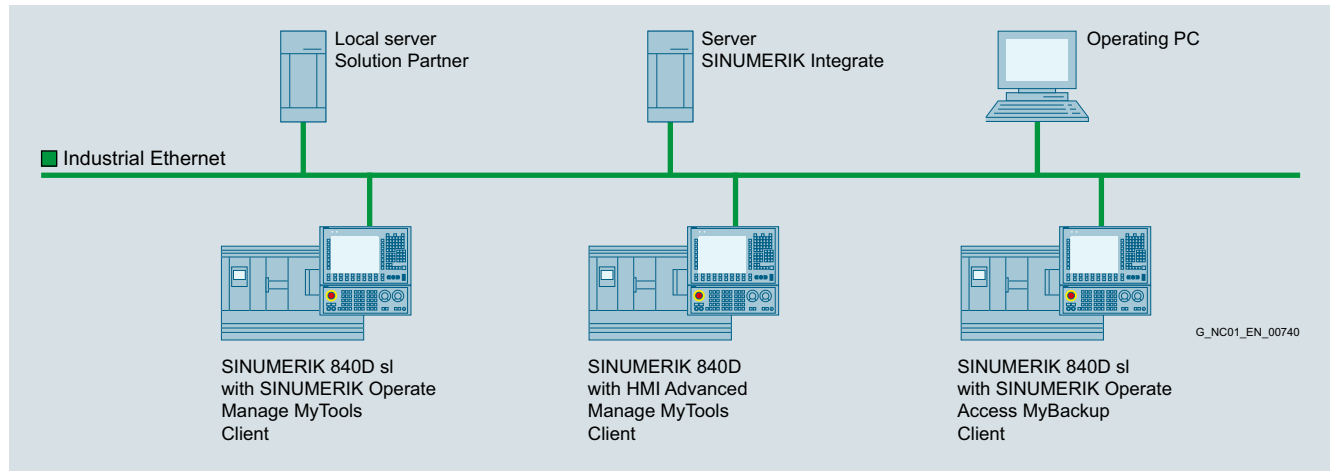 Local server
Solution Partner
Server
SINUMERIK Integrate
Operating PC
Industrial Ethernet
SINUMERIK 840D sl
with SINUMERIK Operate
Manage MyTools
Client
SINUMERIK 840D
with HMI Advanced
Manage MyTools
Client
SINUMERIK 840D sl
with SINUMERIK Operate
Access MyBackup
Client
G_NC01_EN_00740